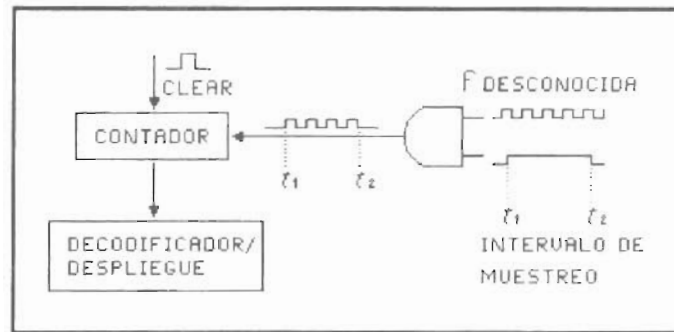 CLEAR
CONTADOR
DECODIFICADOR/
DESPLIEGUE
t1
t2
f DESCONOCIDA
t1
t2
INTERVALO DE
MUESTREO